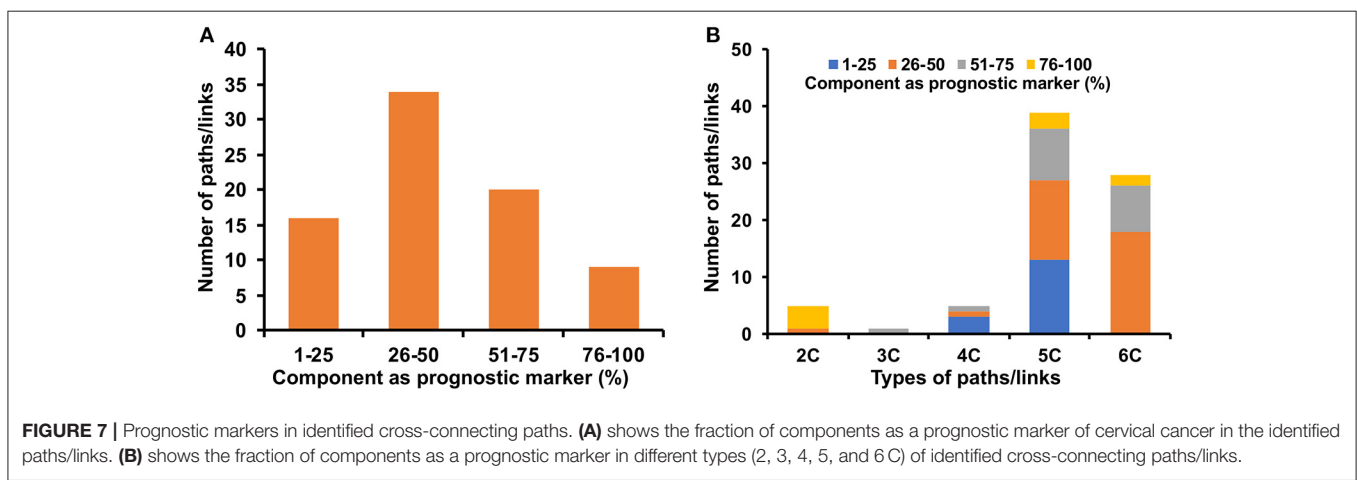 A
Number of paths/links
40
35
30
25
20
15
10
5
0
1-25 26-50 51-75 76-100
Component as prognostic marker (%)
B
Number of paths/links
50
40
30
20
10
0
1-25 26-50 51-75 76-100
Component as prognostic marker (%)
2C 3C 4C 5C 6C
Types of paths/links
FIGURE 7 | Prognostic markers in identified cross-connecting paths. (A) shows the fraction of components as a prognostic marker of cervical cancer in the identified
paths/links. (B) shows the fraction of components as a prognostic marker in different types (2, 3, 4, 5, and 6 C) of identified cross-connecting paths/links.